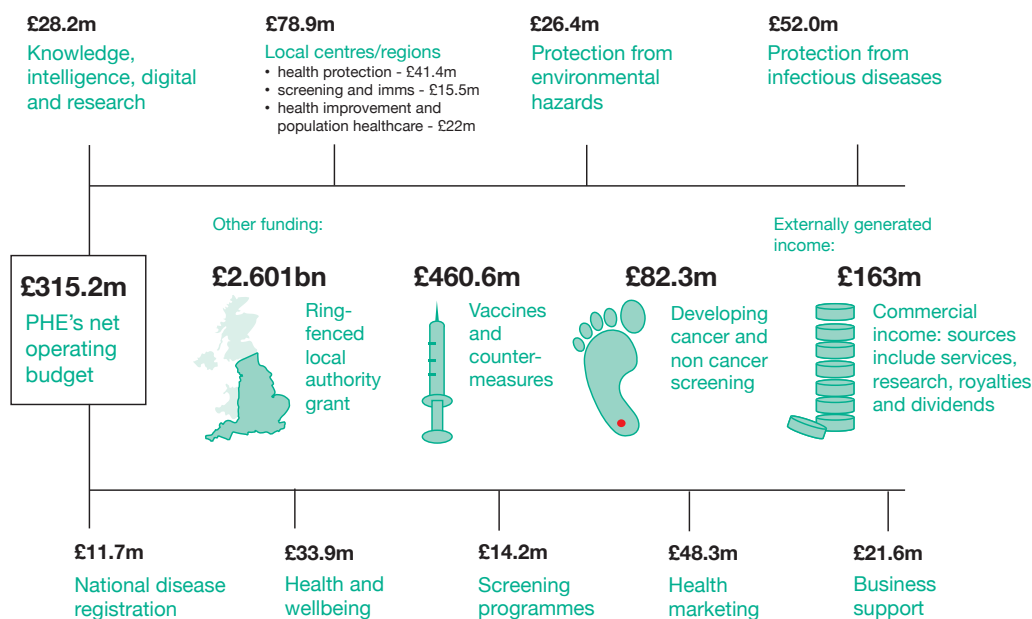 £28.2m
Knowledge,
intelligence, digital
and research
£78.9m
Local centres/regions
• health protection - £41.4m
• screening and imms - £15.5m
• health improvement and
population healthcare - £22m
£26.4m
Protection from
environmental
hazards
£52.0m
Protection from
infectious diseases
£315.2m
PHE's net
operating
budget
Other funding:
£2.601bn
Ring-
fenced
local
authority
grant
£460.6m
Vaccines
and
counter-
measures
£82.3m
Developing
cancer and
non cancer
screening
Externally generated
income:
£163m
Commercial
income: sources
include services,
research, royalties
and dividends
£11.7m
National disease
registration
£33.9m
Health and
wellbeing
£14.2m
Screening
programmes
£48.3m
Health
marketing
£21.6m
Business
support